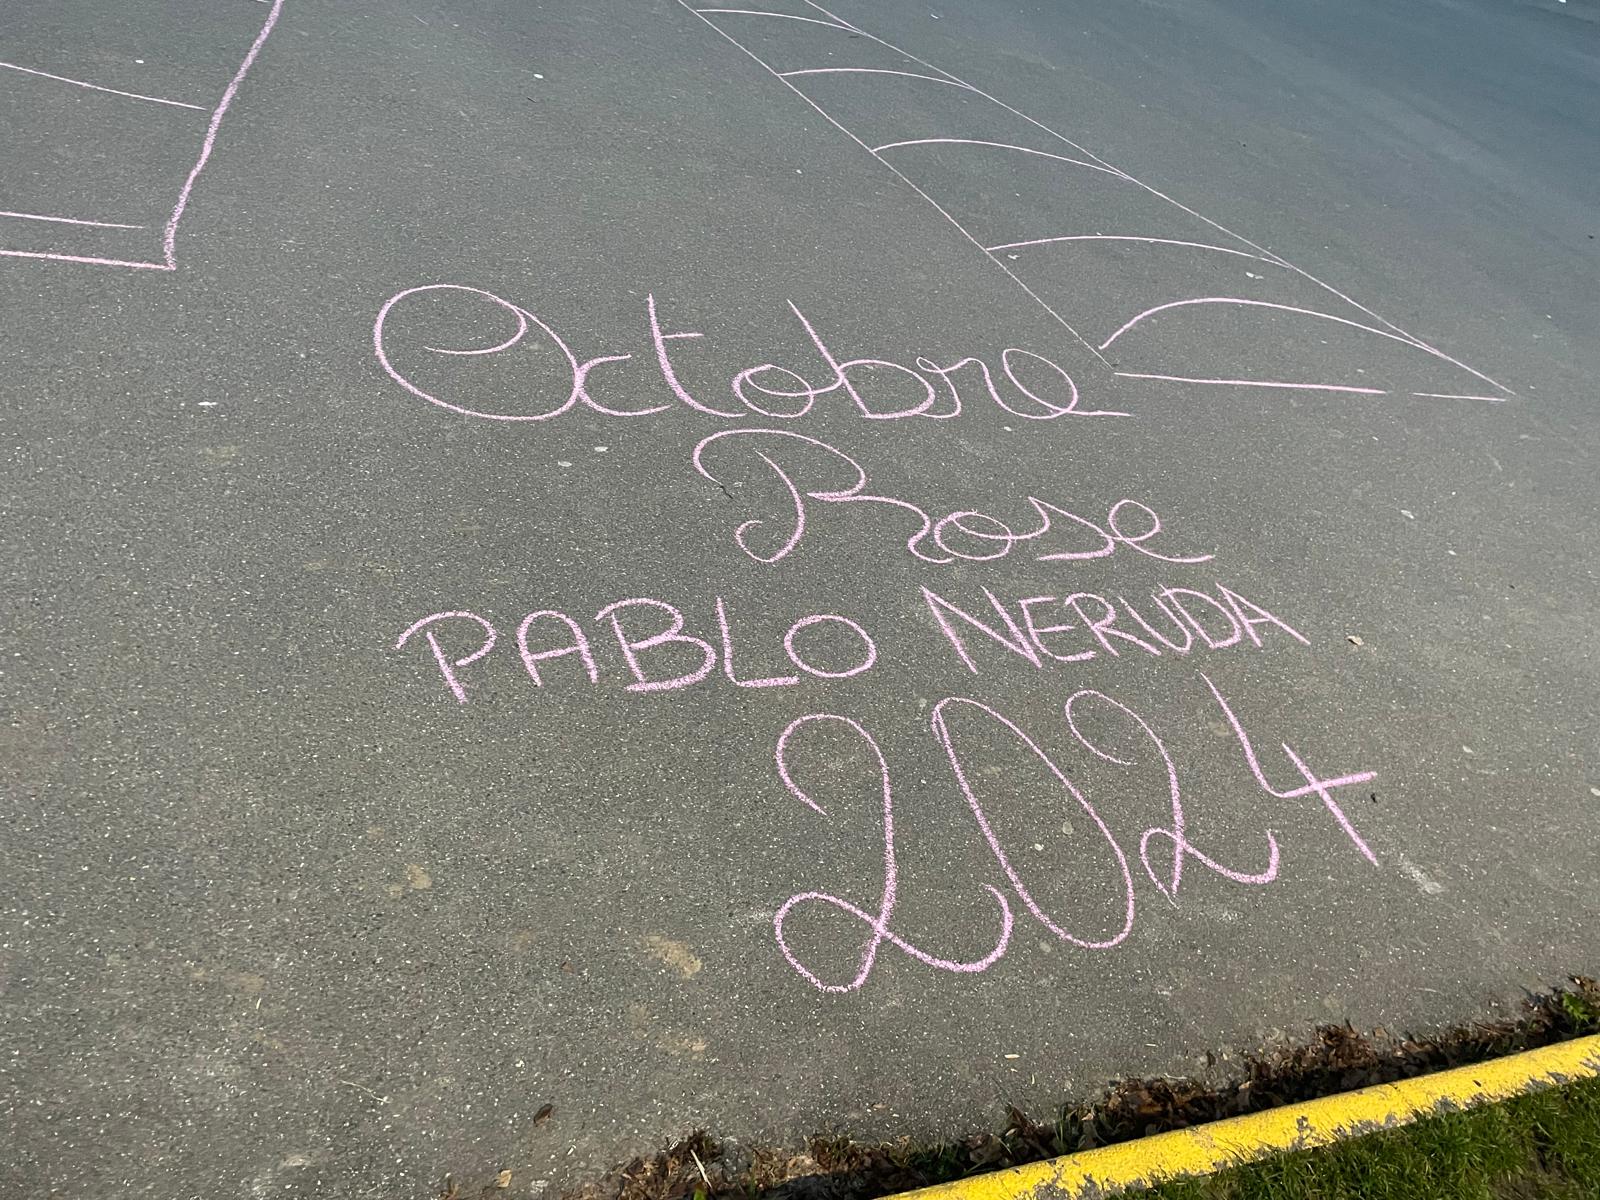 Octobre
Rose
PABLO NERUDA
2024